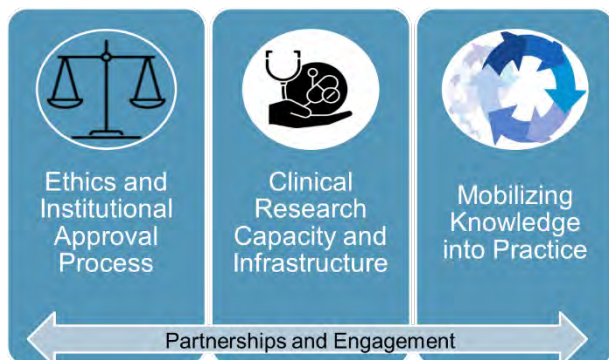 Ethics and
Institutional
Approval
Process
Clinical
Research
Capacity and
Infrastructure
Mobilizing
Knowledge
into Practice
Partnerships and Engagement